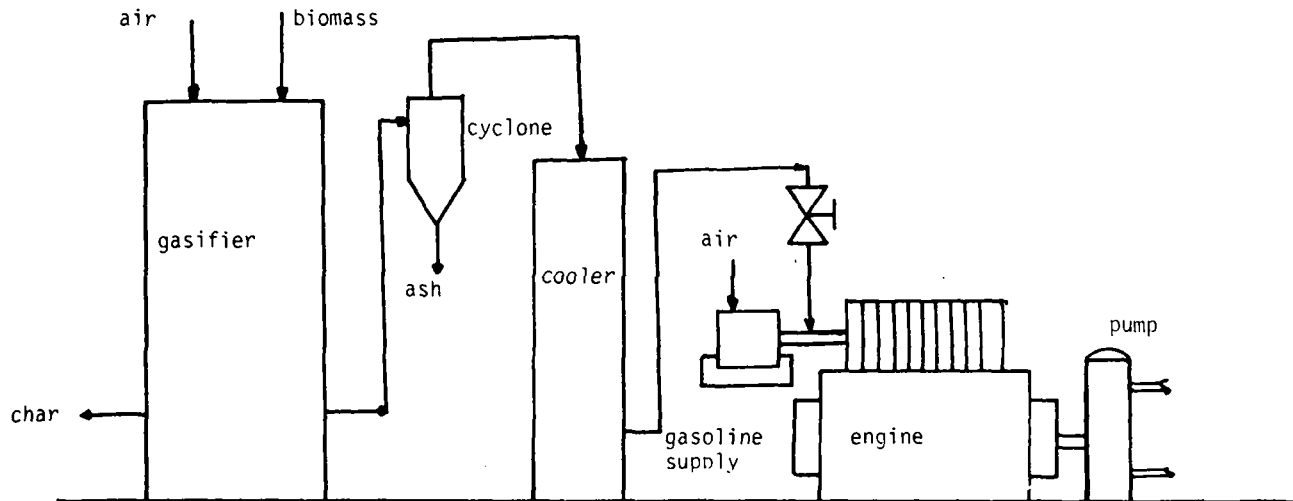 air
biomass
cyclone
gasifier
air
cooler
ash
pump
char
gasoline
supply
engine